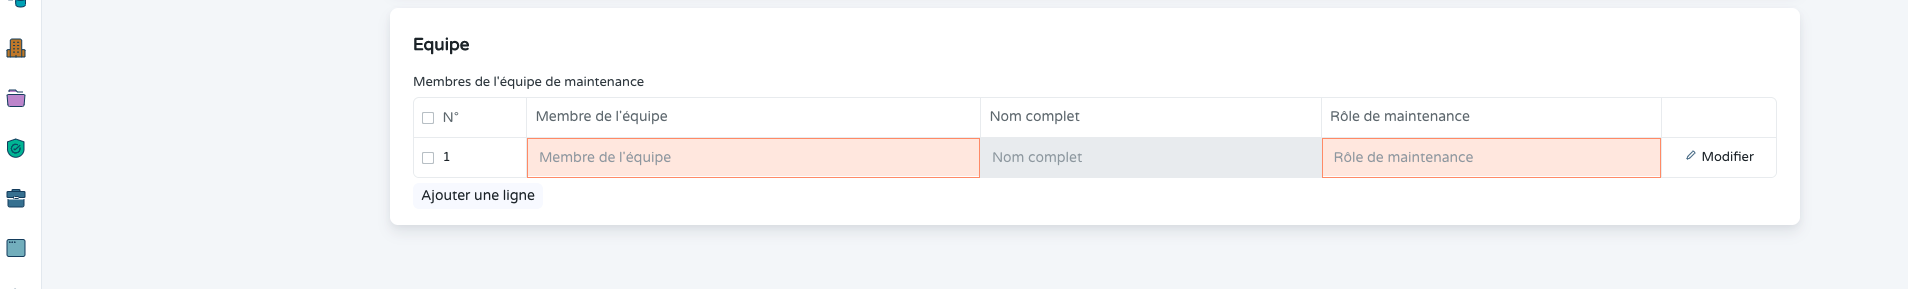 Equipe
Membres de l'équipe de maintenance
N° Membre de l'équipe Nom complet Rôle de maintenance
1 Membre de l'équipe Nom complet Rôle de maintenance Modifier
Ajouter une ligne